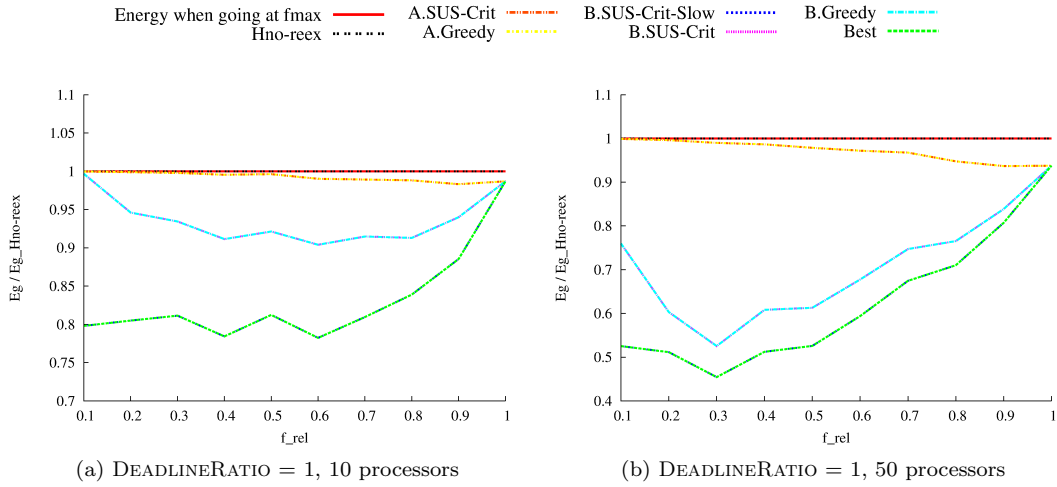 Energy when going at fmax
Hno-reex
A.SUS-Crit
A.Greedy
B.SUS-Crit-Slow
B.SUS-Crit
B.Greedy
Best
1.1
1.05
1
0.95
0.9
0.85
0.8
0.75
0.7
Eg / Eg_Hno-reex
0.1 0.2 0.3 0.4 0.5 0.6 0.7 0.8 0.9 1
f_rel
(a) DEADLINERATIO = 1, 10 processors
1.1
1
0.9
0.8
0.7
0.6
0.5
0.4
Eg / Eg_Hno-reex
0.1 0.2 0.3 0.4 0.5 0.6 0.7 0.8 0.9 1
f_rel
(b) DEADLINERATIO = 1, 50 processors